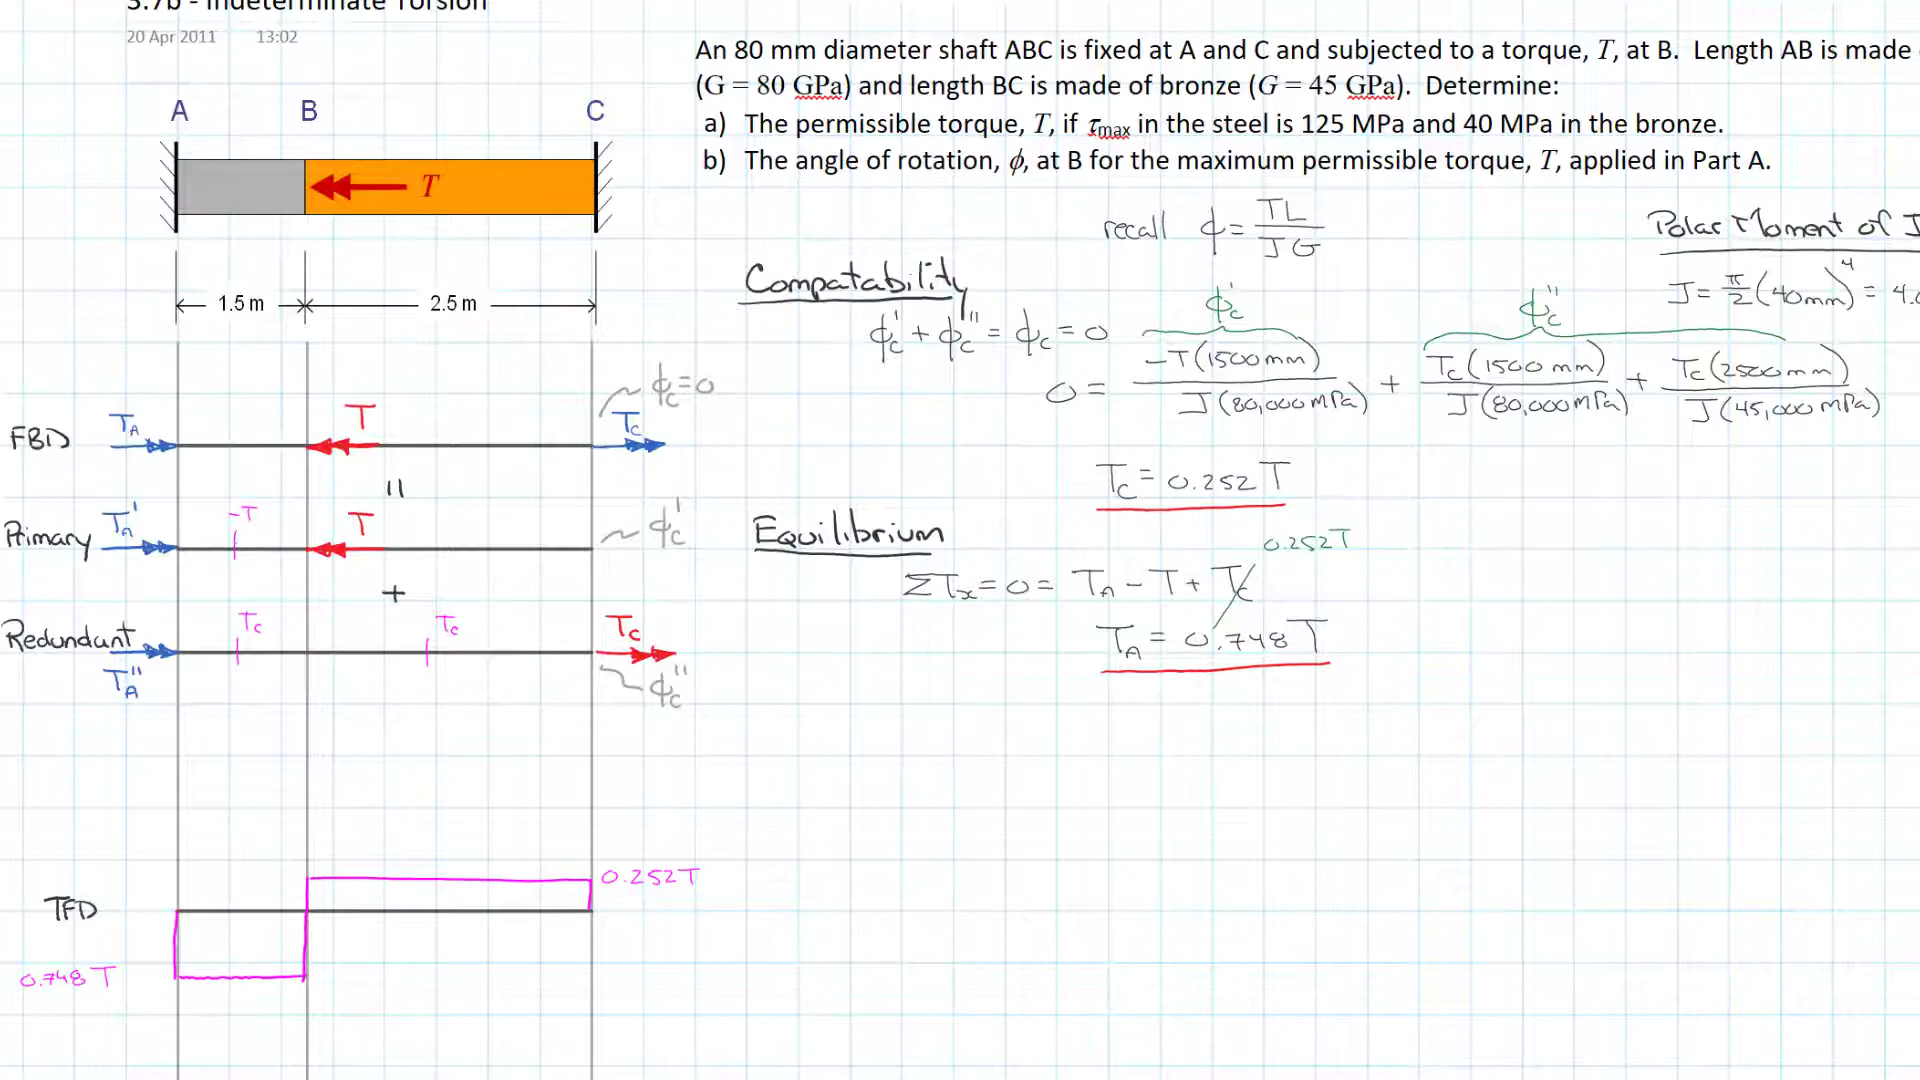 3.7b - Indeterminate Torsion
20 Apr 2011 13:02
An 80 mm diameter shaft ABC is fixed at A and C and subjected to a torque, T, at B. Length AB is made
(G = 80 GPa) and length BC is made of bronze (G = 45 GPa). Determine:
a) The permissible torque, T, if τmax in the steel is 125 MPa and 40 MPa in the bronze.
b) The angle of rotation, ϕ, at B for the maximum permissible torque, T, applied in Part A.
A B C
T
1.5 m 2.5 m
recall ϕ = TL / JG
Polar Moment of I
J = π/2 (40mm)⁴ = 4.0
Compatability
ϕc' + ϕc'' = ϕc = 0
ϕc' ϕc''
0 = -T(1500mm) / J(80,000MPa) + Tc(1500mm) / J(80,000MPa) + Tc(2500mm) / J(45,000MPa)
Tc = 0.252T
Equilibrium
0.252T
ΣTx = 0 = TA - T + Tc
TA = 0.748T
FBD TA T Tc ϕc = 0
=
Primary TA' -T T ϕc'
+
Redundant TA'' Tc Tc Tc ϕc''
TFD 0.252T
0.748T